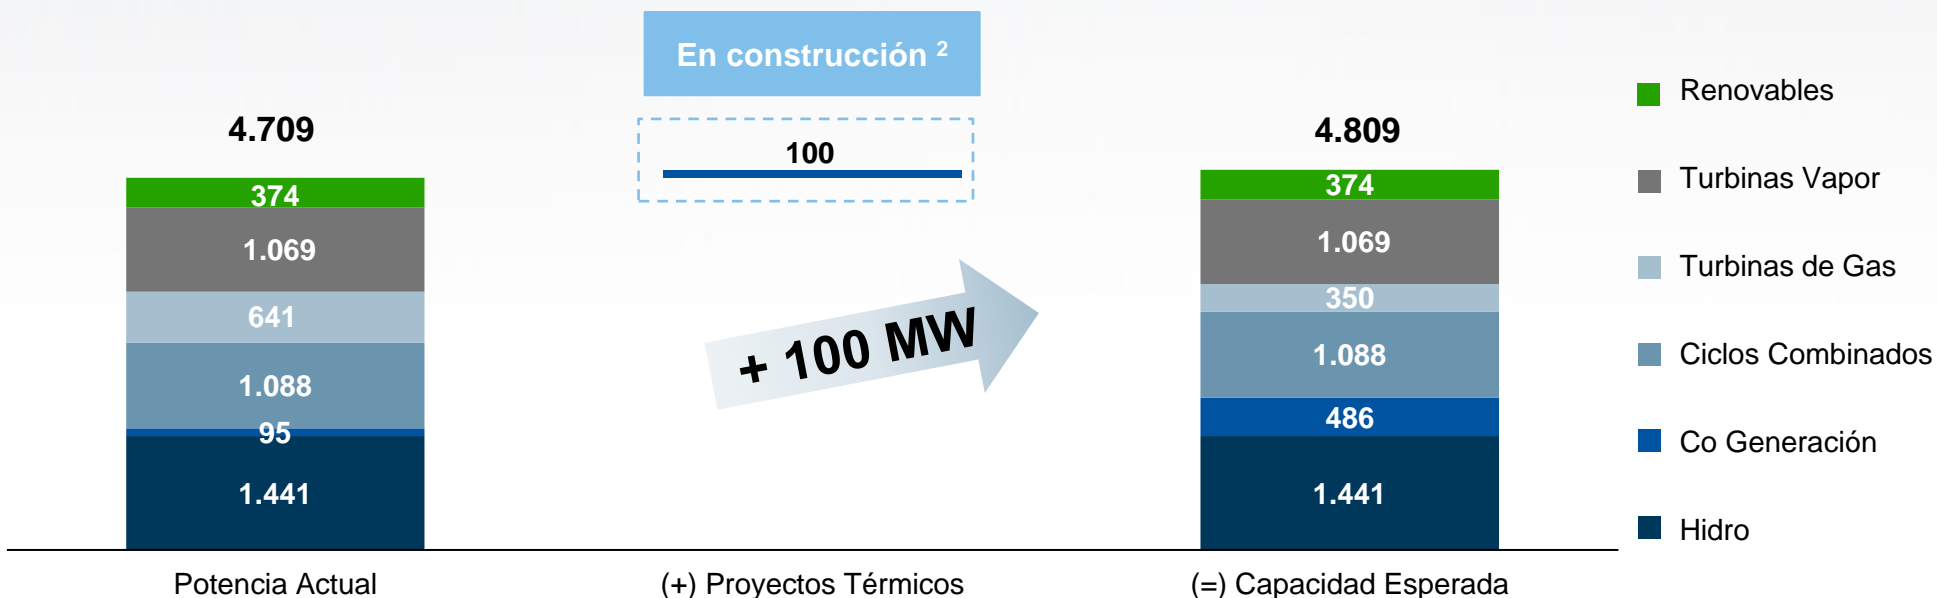 En construcción ²
4.709
374
1.069
641
1.088
95
1.441
100
+ 100 MW
4.809
374
1.069
350
1.088
486
1.441
Renovables
Turbinas Vapor
Turbinas de Gas
Ciclos Combinados
Co Generación
Hidro
Potencia Actual
(+) Proyectos Térmicos
(=) Capacidad Esperada